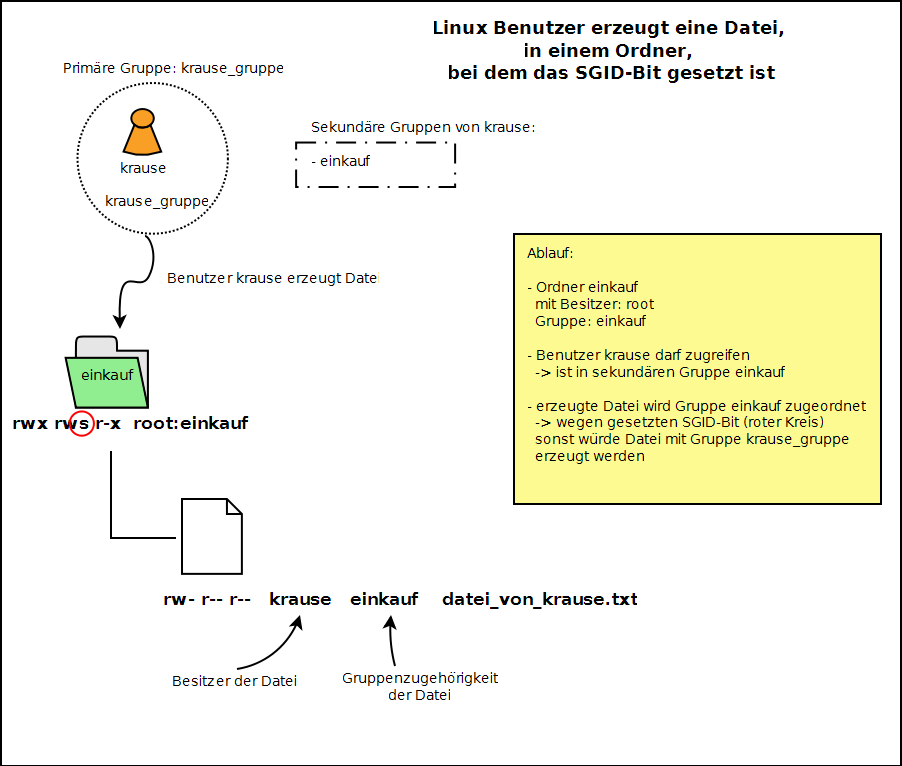 Linux Benutzer erzeugt eine Datei,
in einem Ordner,
bei dem das SGID-Bit gesetzt ist
Primäre Gruppe: krause_gruppe
krause
krause_gruppe
Sekundäre Gruppen von krause:
- einkauf
Benutzer krause erzeugt Datei
einkauf
rwx rws r-x root:einkauf
Ablauf:
- Ordner einkauf
mit Besitzer: root
Gruppe: einkauf
- Benutzer krause darf zugreifen
-> ist in sekundären Gruppe einkauf
- erzeugte Datei wird Gruppe einkauf zugeordnet
-> wegen gesetzten SGID-Bit (roter Kreis)
sonst würde Datei mit Gruppe krause_gruppe
erzeugt werden
rw- r-- r-- krause einkauf datei_von_krause.txt
Besitzer der Datei
Gruppenzugehörigkeit
der Datei